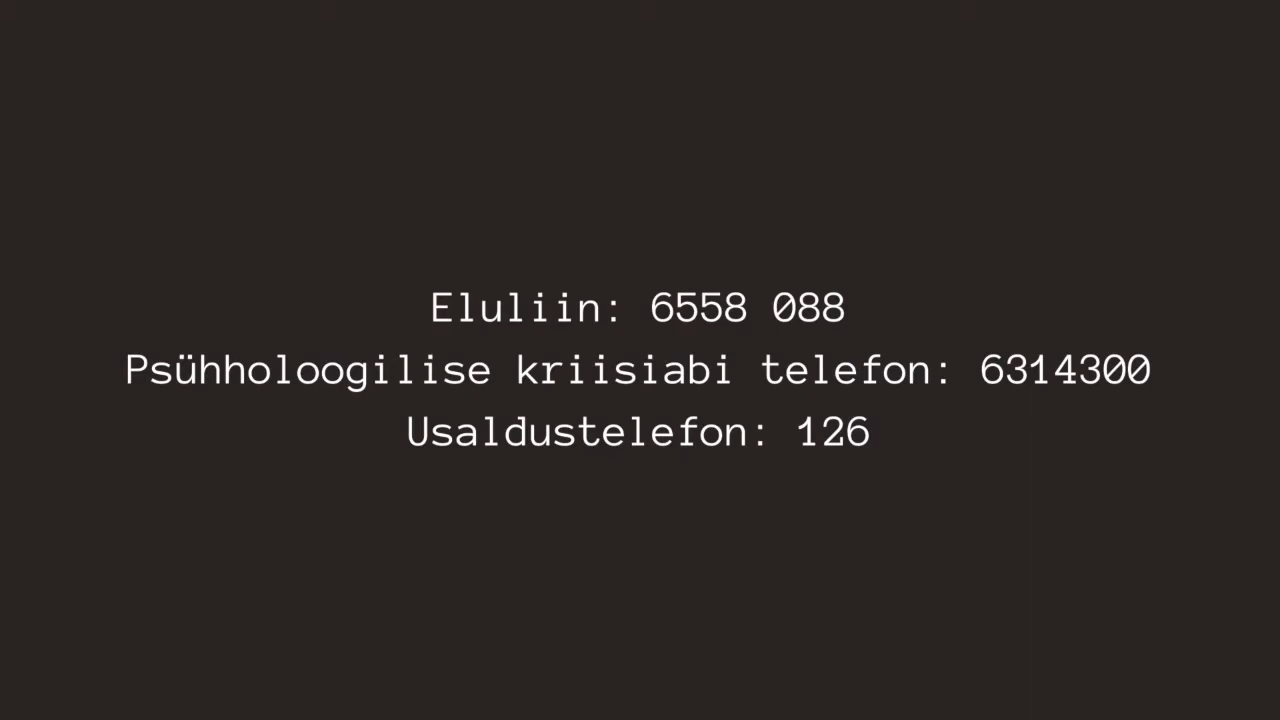 Eluliin: 6558 088
Psühholoogilise kriisiabi telefon: 6314300
Usaldustelefon: 126